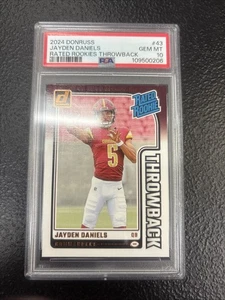 2024 DONRUSS #43
JAYDEN DANIELS GEM MT
RATED ROOKIES THROWBACK 10
PSA 109500206
RATED
ROOKIE
5
THROWBACK
JAYDEN DANIELS QB